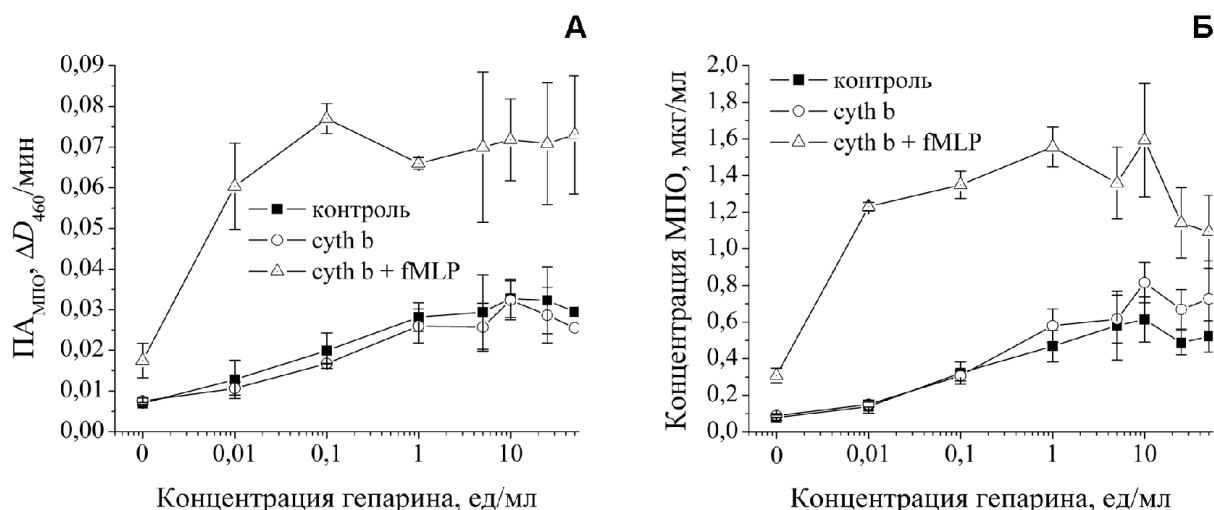 А
ПА_МПО, ΔD_460/мин
0,09
0,08
0,07
0,06
0,05
0,04
0,03
0,02
0,01
0,00
контроль
cyth b
cyth b + fMLP
0 0,01 0,1 1 10
Концентрация гепарина, ед/мл
Б
Концентрация МПО, мкг/мл
2,0
1,8
1,6
1,4
1,2
1,0
0,8
0,6
0,4
0,2
0,0
контроль
cyth b
cyth b + fMLP
0 0,01 0,1 1 10
Концентрация гепарина, ед/мл